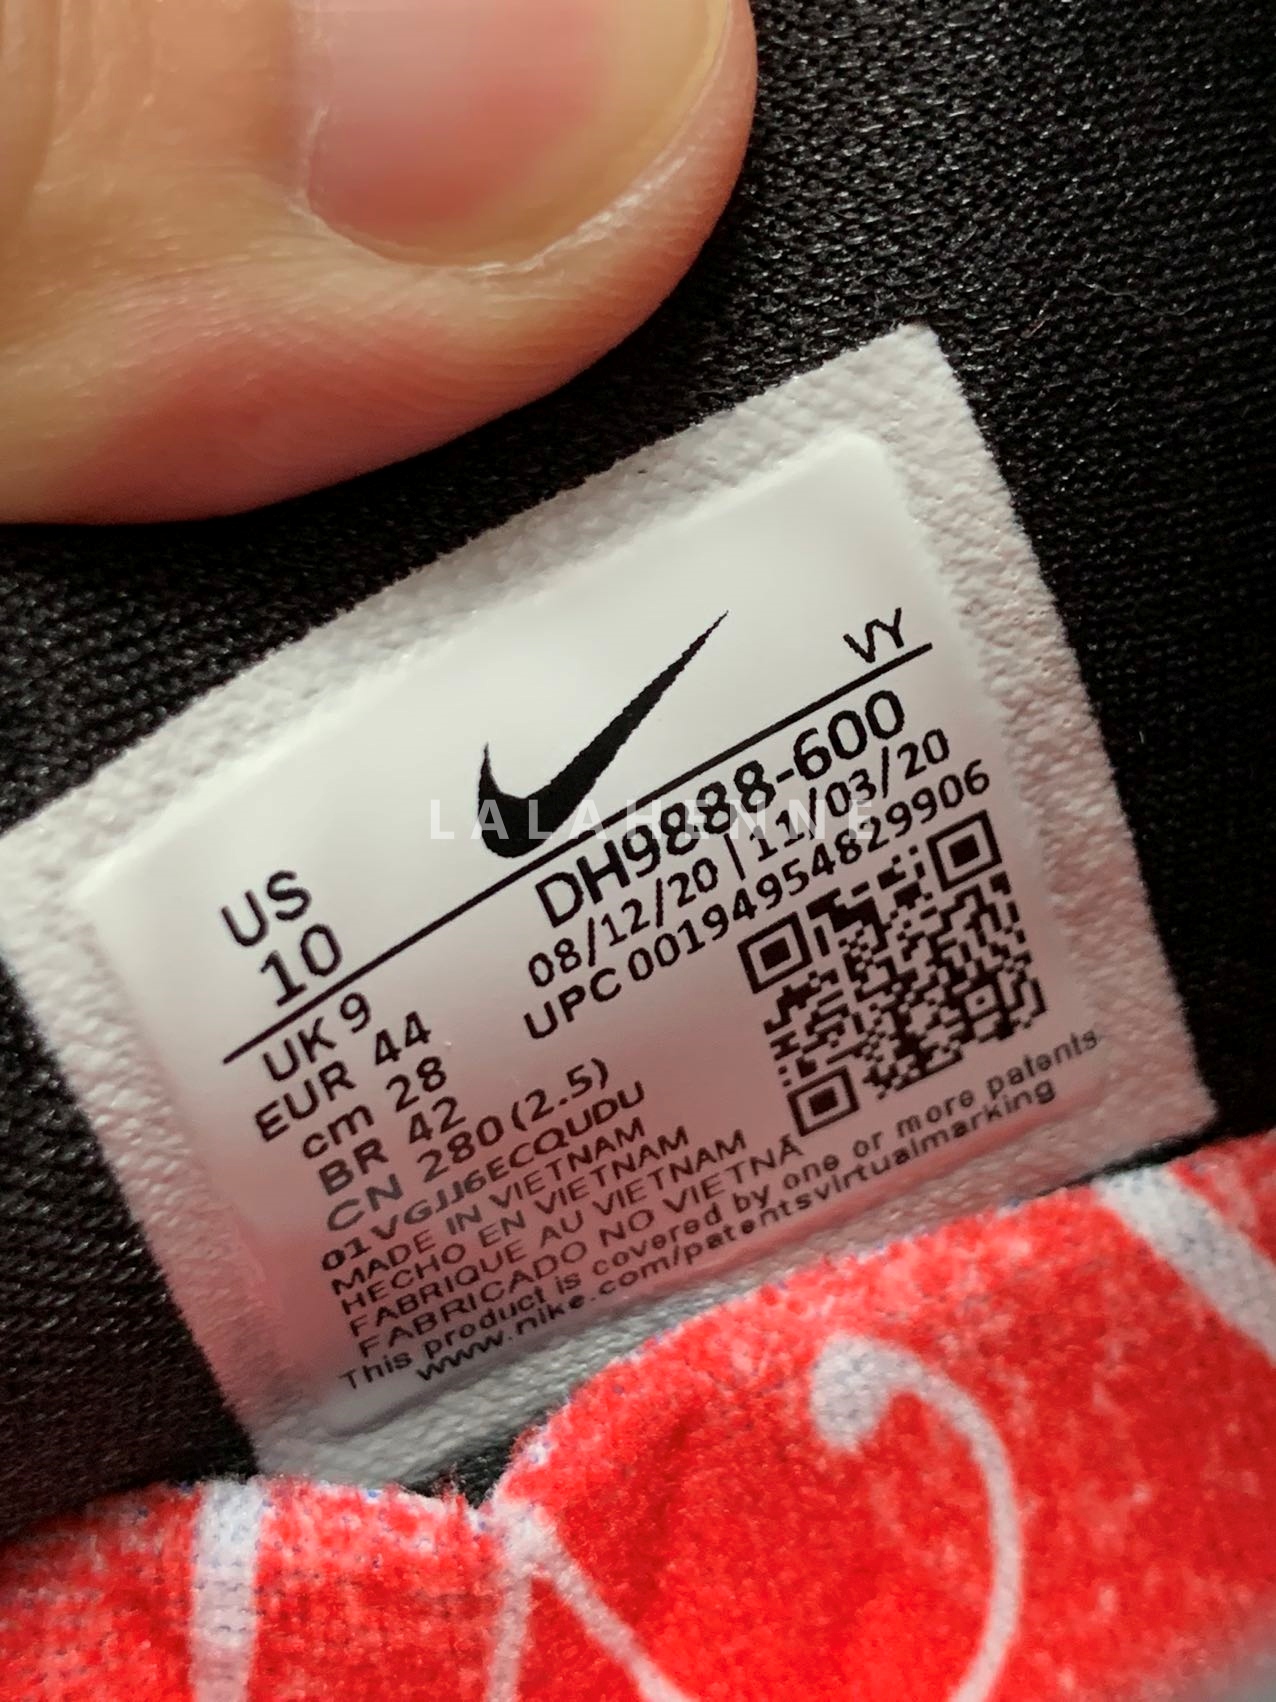 VY
US
10
DH9888-600
08/12/20 | 11/03/20
UPC 00194954829906
UK 9
EUR 44
cm 28
BR 42
CN 280 (2.5)
01VGJJ6ECQUDU
MADE IN VIETNAM
HECHO EN VIETNAM
FABRIQUE AU VIETNAM
FABRICADO NO VIETNÃ
This product is covered by one or more patents
www.nike.com/patentsvirtualmarking
LALAHENNE